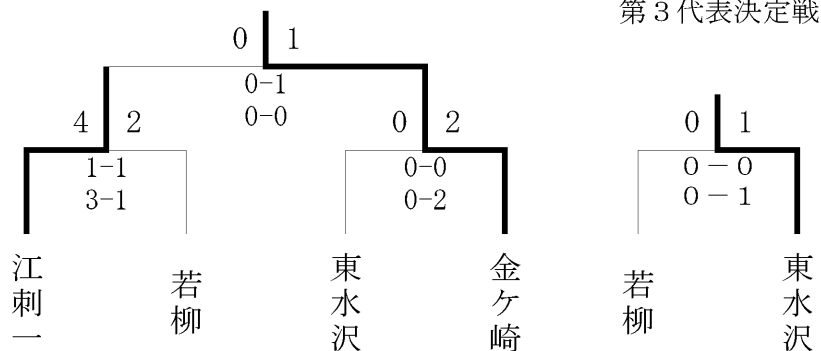 第３代表決定戦
0 1
0-1
0-0
4 2
1-1
3-1
0 2
0-0
0-2
0 1
０－０
０－１
江刺一
若柳
東水沢
金ケ崎
若柳
東水沢